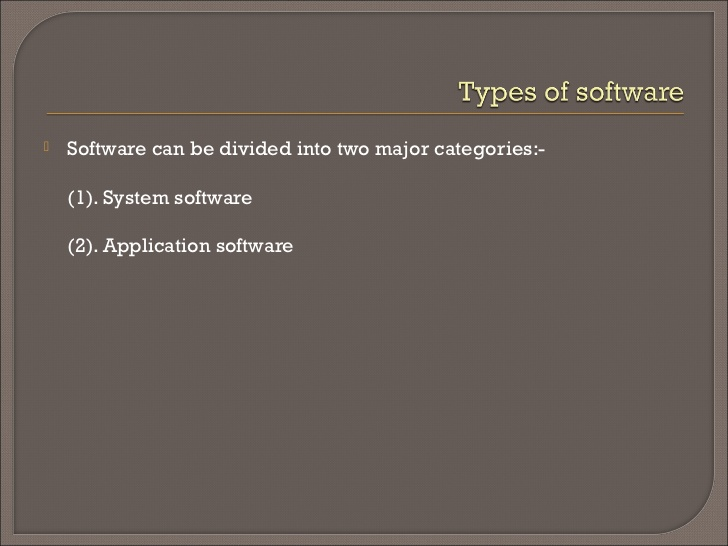 Types of software
Software can be divided into two major categories:-
(1). System software
(2). Application software